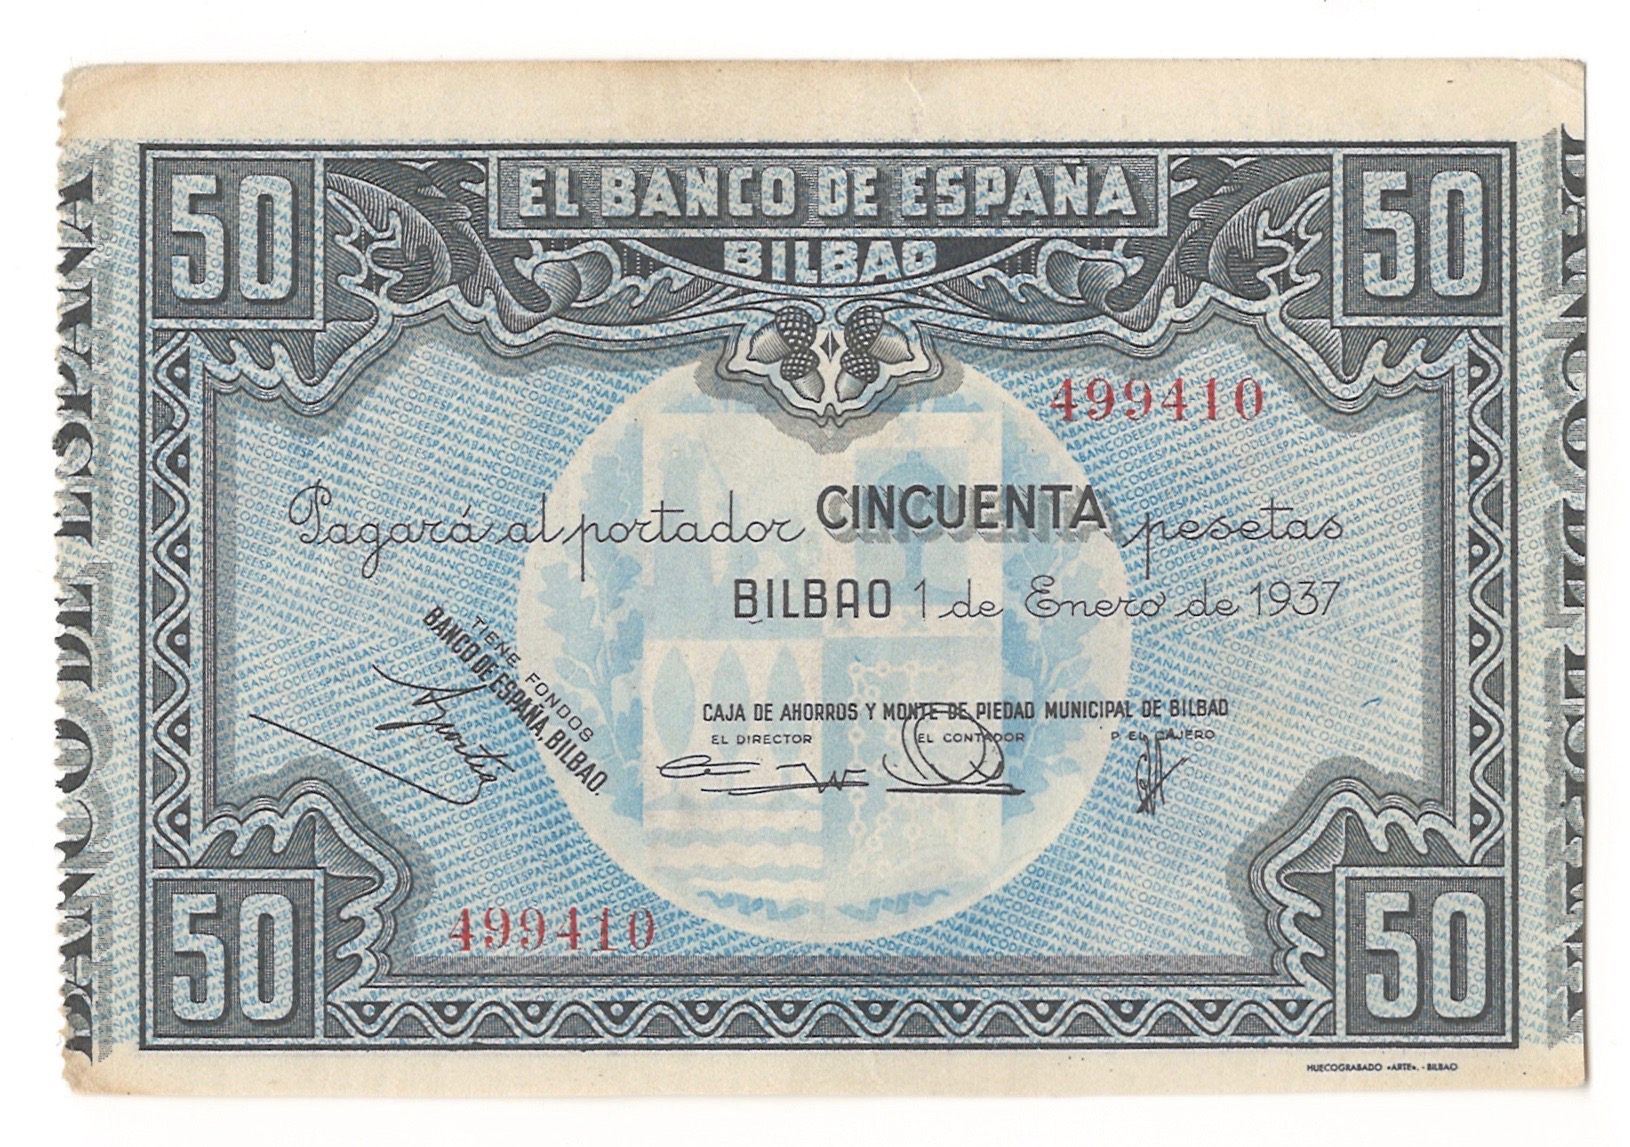 50
EL BANCO DE ESPAÑA
50
BILBAO
499410
Pagará al portador CINCUENTA pesetas
BILBAO 1 de Enero de 1937
TIENE FONDOS
BANCO DE ESPAÑA, BILBAO.
CAJA DE AHORROS Y MONTE DE PIEDAD MUNICIPAL DE BILBAO
EL DIRECTOR EL CONTADOR P EL CAJERO
499410
50
50
HUECOGRABADO «ARTE». - BILBAO
BANCO DE ESPAÑA
BANCO DE ESPAÑA